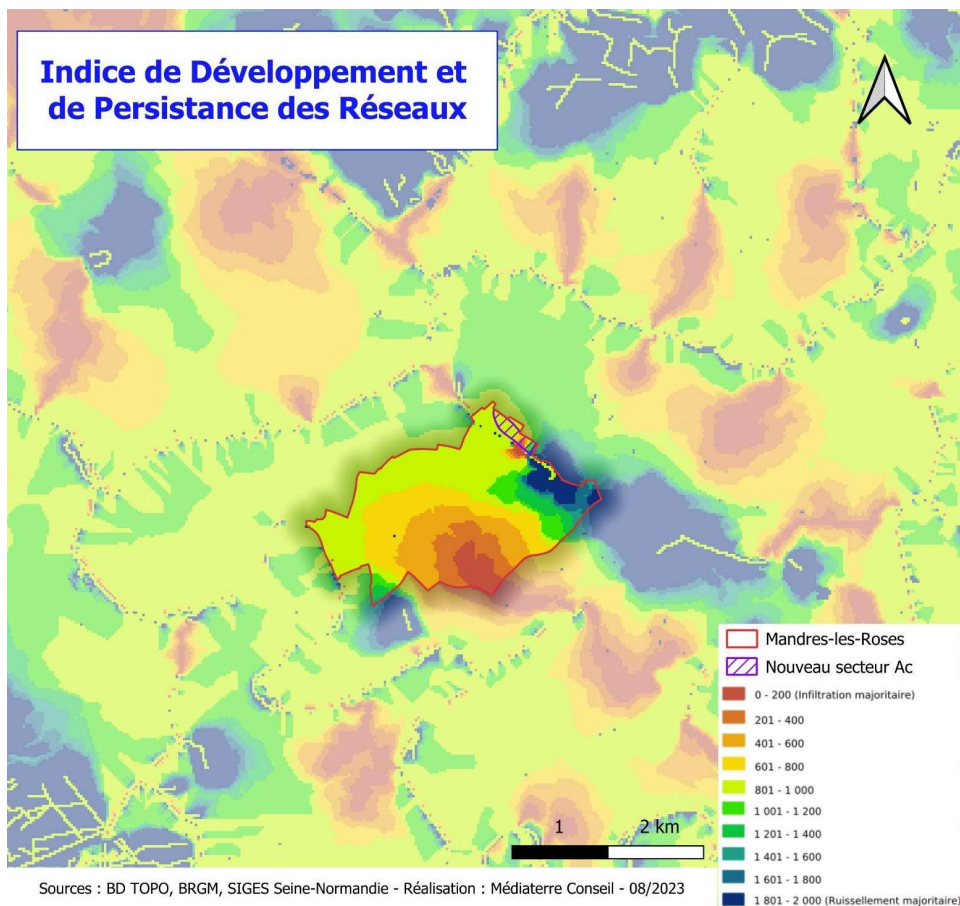 Indice de Développement et
de Persistance des Réseaux
Mandres-les-Roses
Nouveau secteur Ac
0 - 200 (Infiltration majoritaire)
201 - 400
401 - 600
601 - 800
801 - 1 000
1 001 - 1 200
1 201 - 1 400
1 401 - 1 600
1 601 - 1 800
1 801 - 2 000 (Ruissellement majoritaire)
1 2 km
Sources : BD TOPO, BRGM, SIGES Seine-Normandie - Réalisation : Médiaterre Conseil - 08/2023